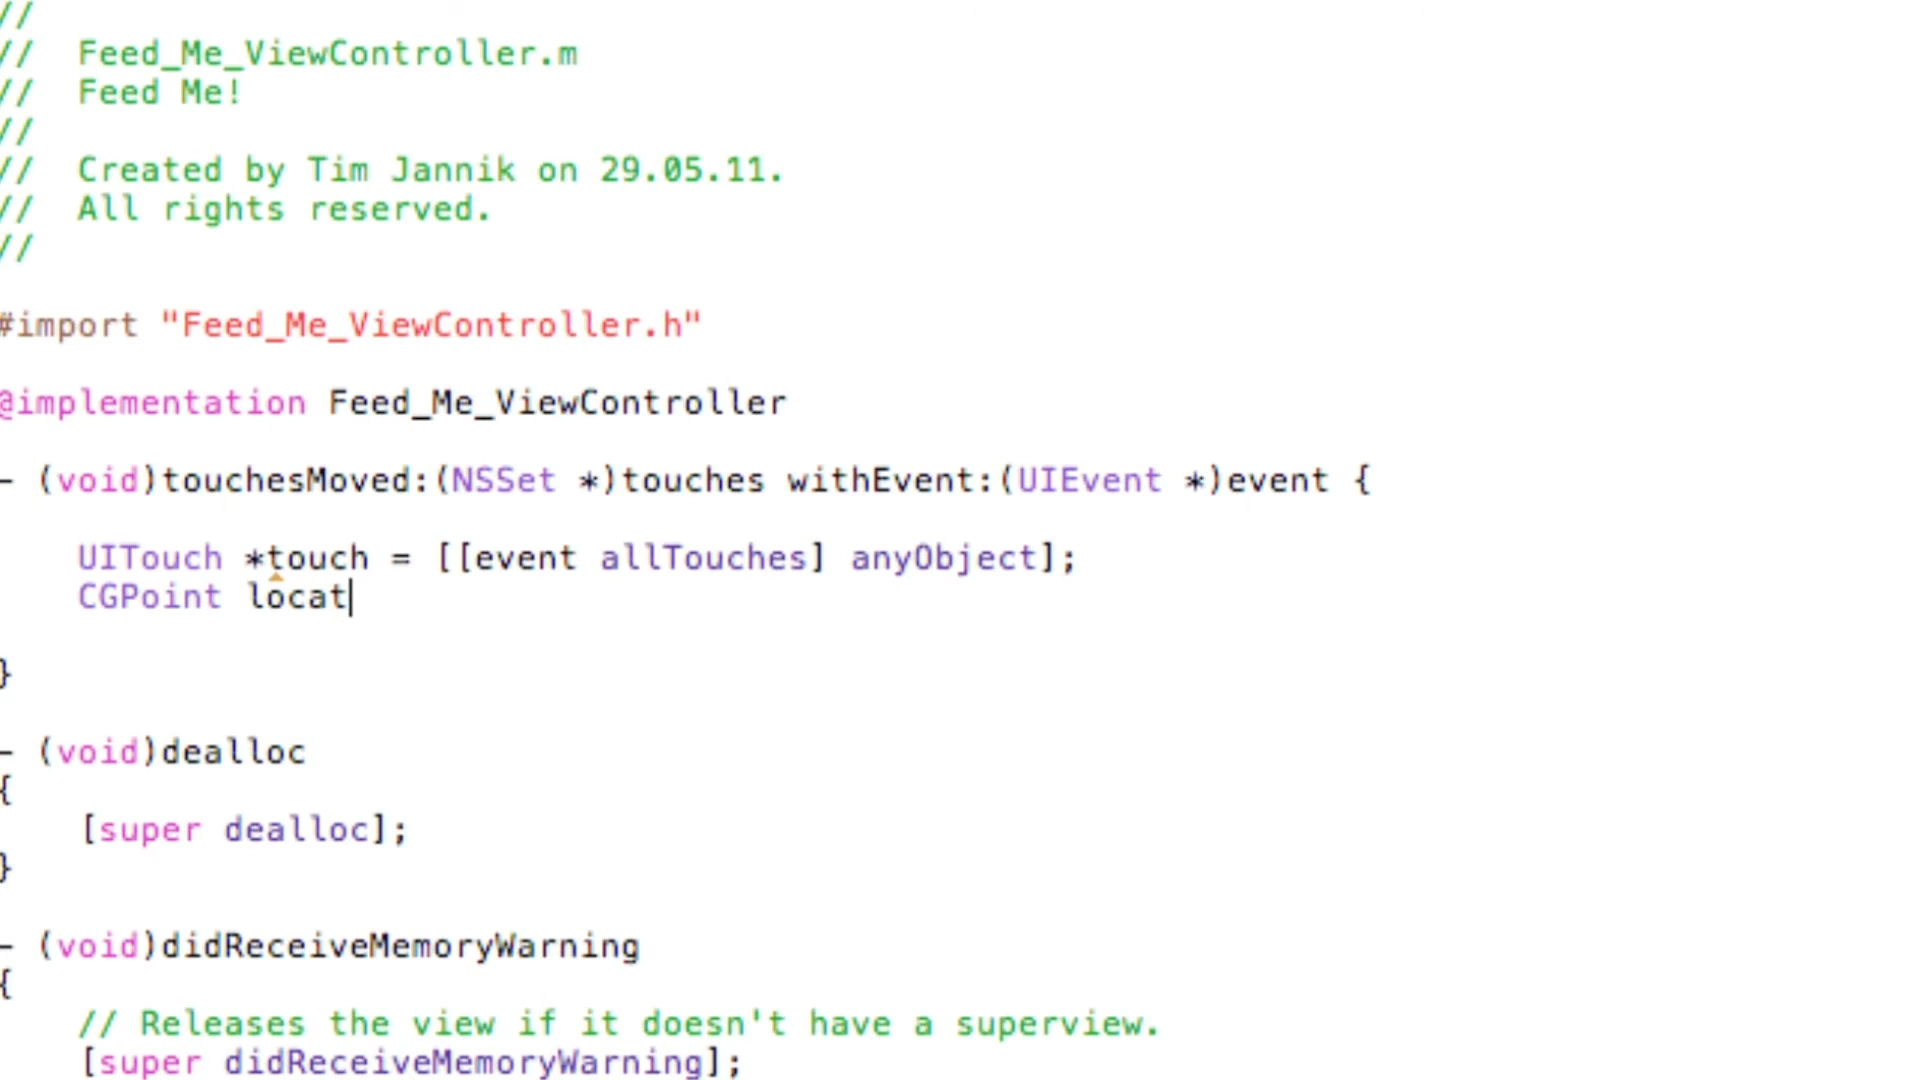 //
//  Feed_Me_ViewController.m
//  Feed Me!
//
//  Created by Tim Jannik on 29.05.11.
//  All rights reserved.
//
#import "Feed_Me_ViewController.h"
@implementation Feed_Me_ViewController
- (void)touchesMoved:(NSSet *)touches withEvent:(UIEvent *)event {
    UITouch *touch = [[event allTouches] anyObject];
    CGPoint locat
}
- (void)dealloc
{
    [super dealloc];
}
- (void)didReceiveMemoryWarning
{
    // Releases the view if it doesn't have a superview.
    [super didReceiveMemoryWarning];